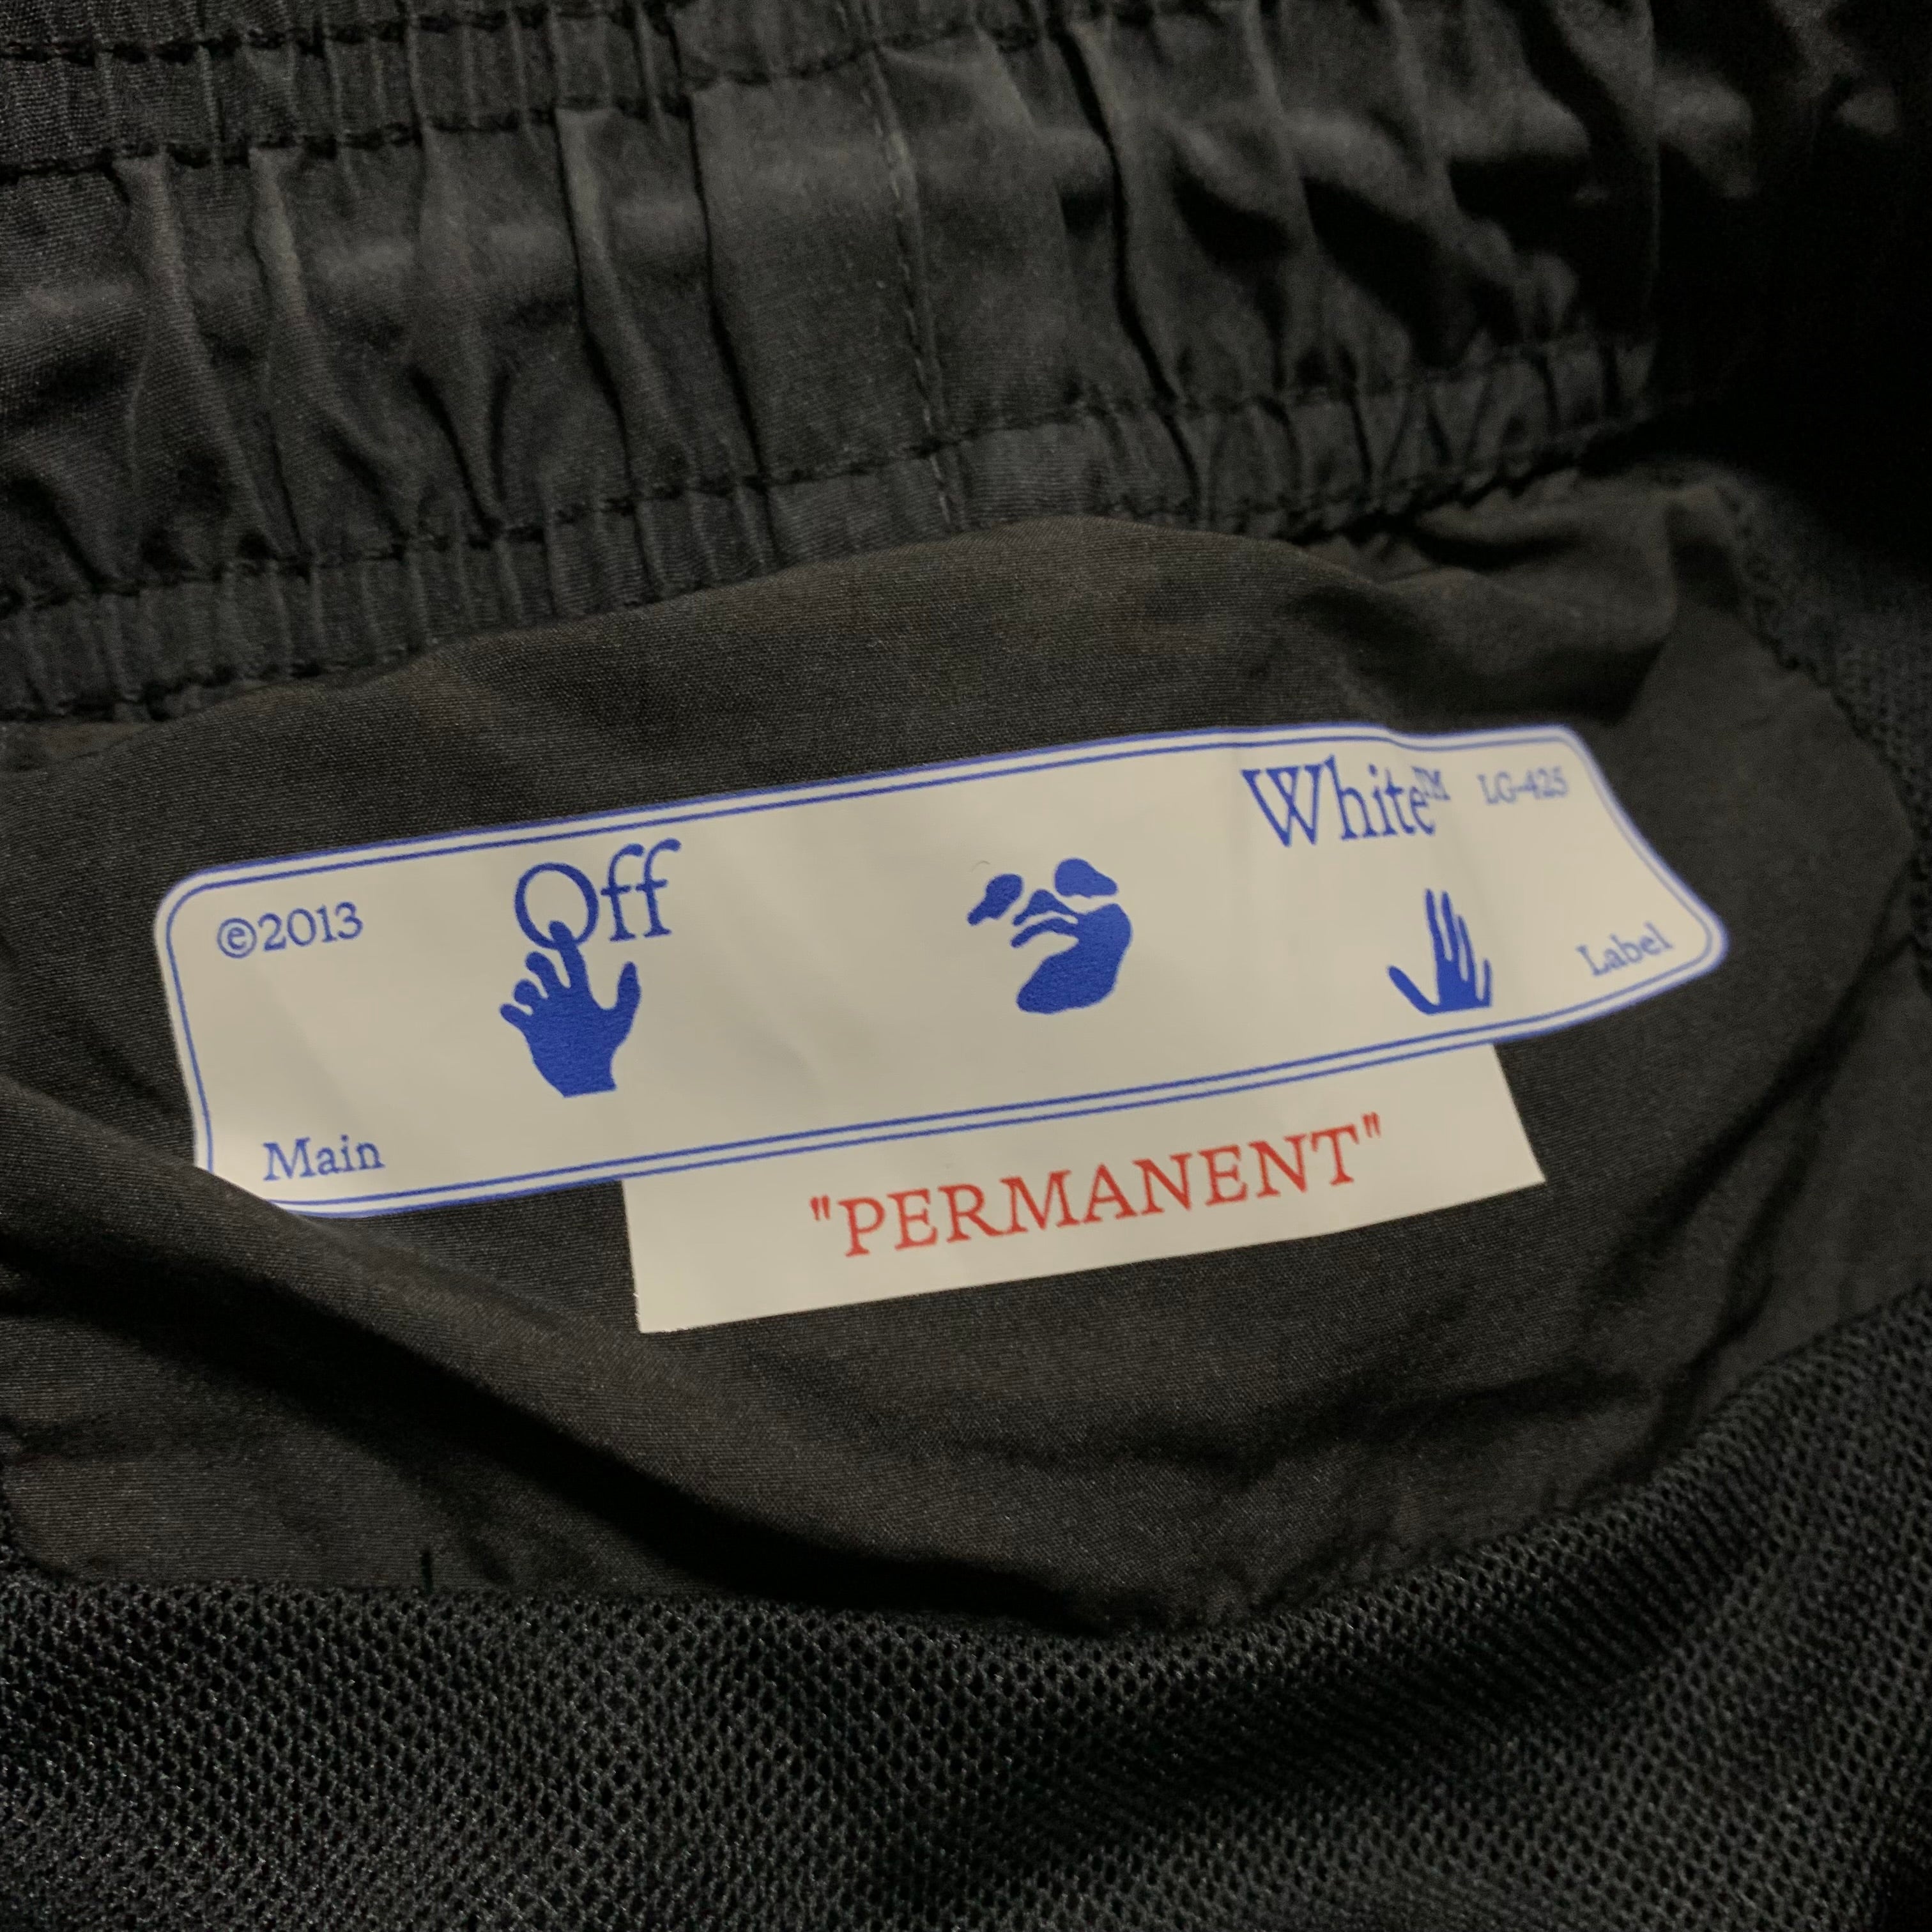 ©2013
Off
White™
LG-425
Main
Label
"PERMANENT"